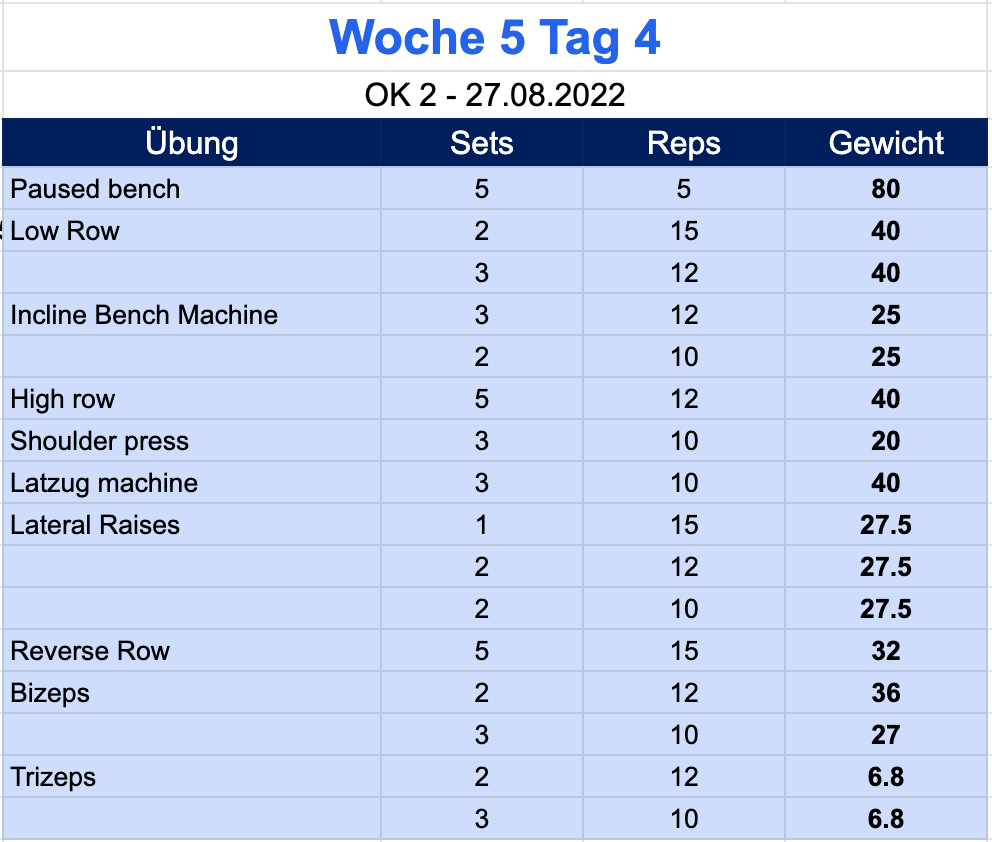 Woche 5 Tag 4
OK 2 - 27.08.2022
Übung Sets Reps Gewicht
Paused bench 5 5 80
Low Row 2 15 40
3 12 40
Incline Bench Machine 3 12 25
2 10 25
High row 5 12 40
Shoulder press 3 10 20
Latzug machine 3 10 40
Lateral Raises 1 15 27.5
2 12 27.5
2 10 27.5
Reverse Row 5 15 32
Bizeps 2 12 36
3 10 27
Trizeps 2 12 6.8
3 10 6.8